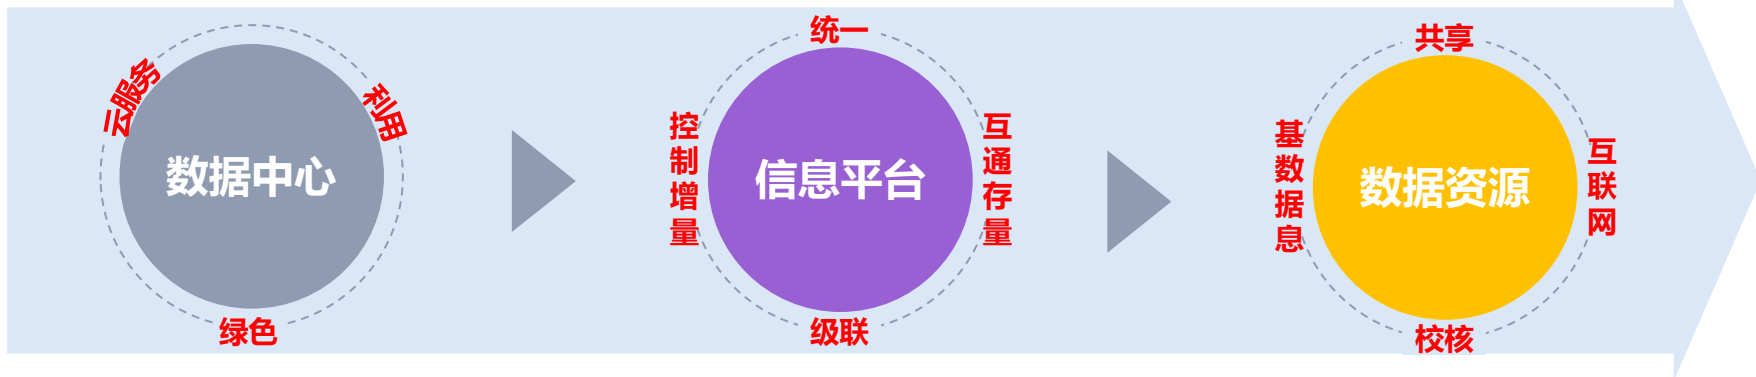 云服务
利用
数据中心
绿色
统一
控制增量
信息平台
互通存量
级联
共享
基数据息
数据资源
互联网
校核